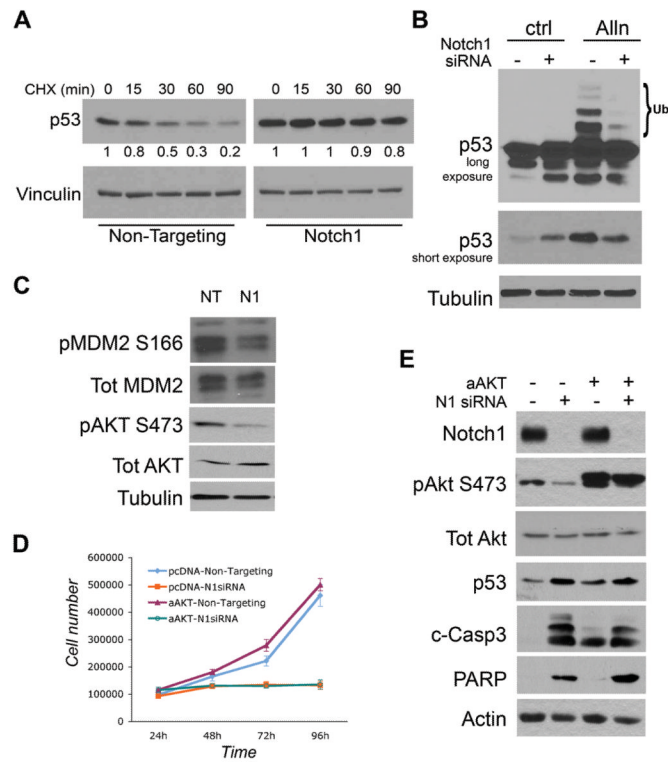 A
CHX (min) 0 15 30 60 90 0 15 30 60 90
p53
1 0.8 0.5 0.3 0.2 1 1 1 0.9 0.8
Vinculin
Non-Targeting Notch1
B
ctrl Alln
Notch1
siRNA - + - +
Ub
p53
long
exposure
p53
short exposure
Tubulin
C
NT N1
pMDM2 S166
Tot MDM2
pAKT S473
Tot AKT
Tubulin
D
Cell number
600000
500000
400000
300000
200000
100000
0
pcDNA-Non-Targeting
pcDNA-N1siRNA
aAKT-Non-Targeting
aAKT-N1siRNA
24h 48h 72h 96h
Time
E
aAKT - - + +
N1 siRNA - + - +
Notch1
pAkt S473
Tot Akt
p53
c-Casp3
PARP
Actin